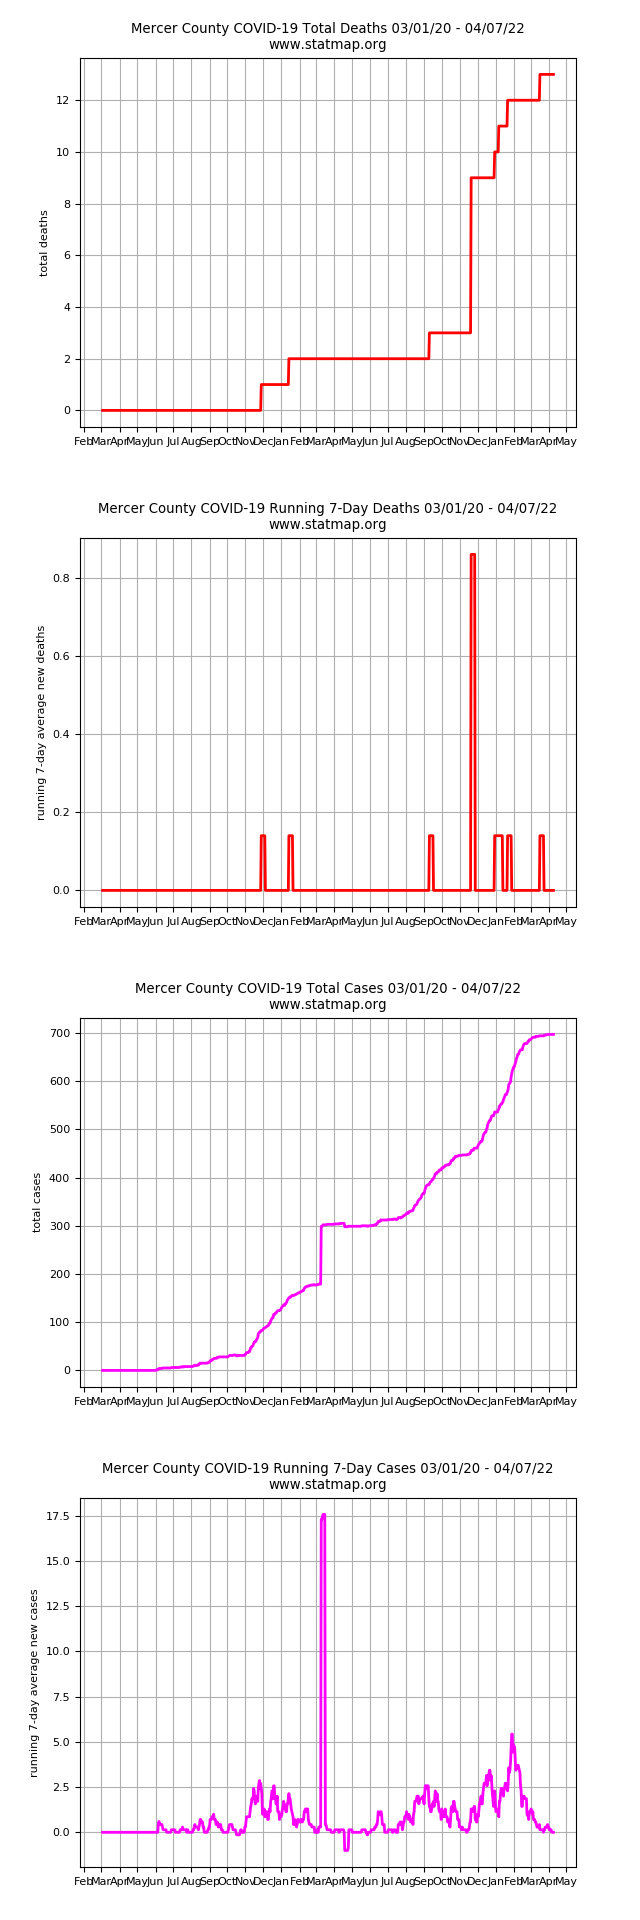 Mercer County COVID-19 Total Deaths 03/01/20 - 04/07/22
www.statmap.org
total deaths
12
10
8
6
4
2
0
Feb Mar Apr May Jun Jul Aug Sep Oct Nov Dec Jan Feb Mar Apr May Jun Jul Aug Sep Oct Nov Dec Jan Feb Mar Apr May
Mercer County COVID-19 Running 7-Day Deaths 03/01/20 - 04/07/22
www.statmap.org
running 7-day average new deaths
0.8
0.6
0.4
0.2
0.0
Feb Mar Apr May Jun Jul Aug Sep Oct Nov Dec Jan Feb Mar Apr May Jun Jul Aug Sep Oct Nov Dec Jan Feb Mar Apr May
Mercer County COVID-19 Total Cases 03/01/20 - 04/07/22
www.statmap.org
total cases
700
600
500
400
300
200
100
0
Feb Mar Apr May Jun Jul Aug Sep Oct Nov Dec Jan Feb Mar Apr May Jun Jul Aug Sep Oct Nov Dec Jan Feb Mar Apr May
Mercer County COVID-19 Running 7-Day Cases 03/01/20 - 04/07/22
www.statmap.org
running 7-day average new cases
17.5
15.0
12.5
10.0
7.5
5.0
2.5
0.0
Feb Mar Apr May Jun Jul Aug Sep Oct Nov Dec Jan Feb Mar Apr May Jun Jul Aug Sep Oct Nov Dec Jan Feb Mar Apr May